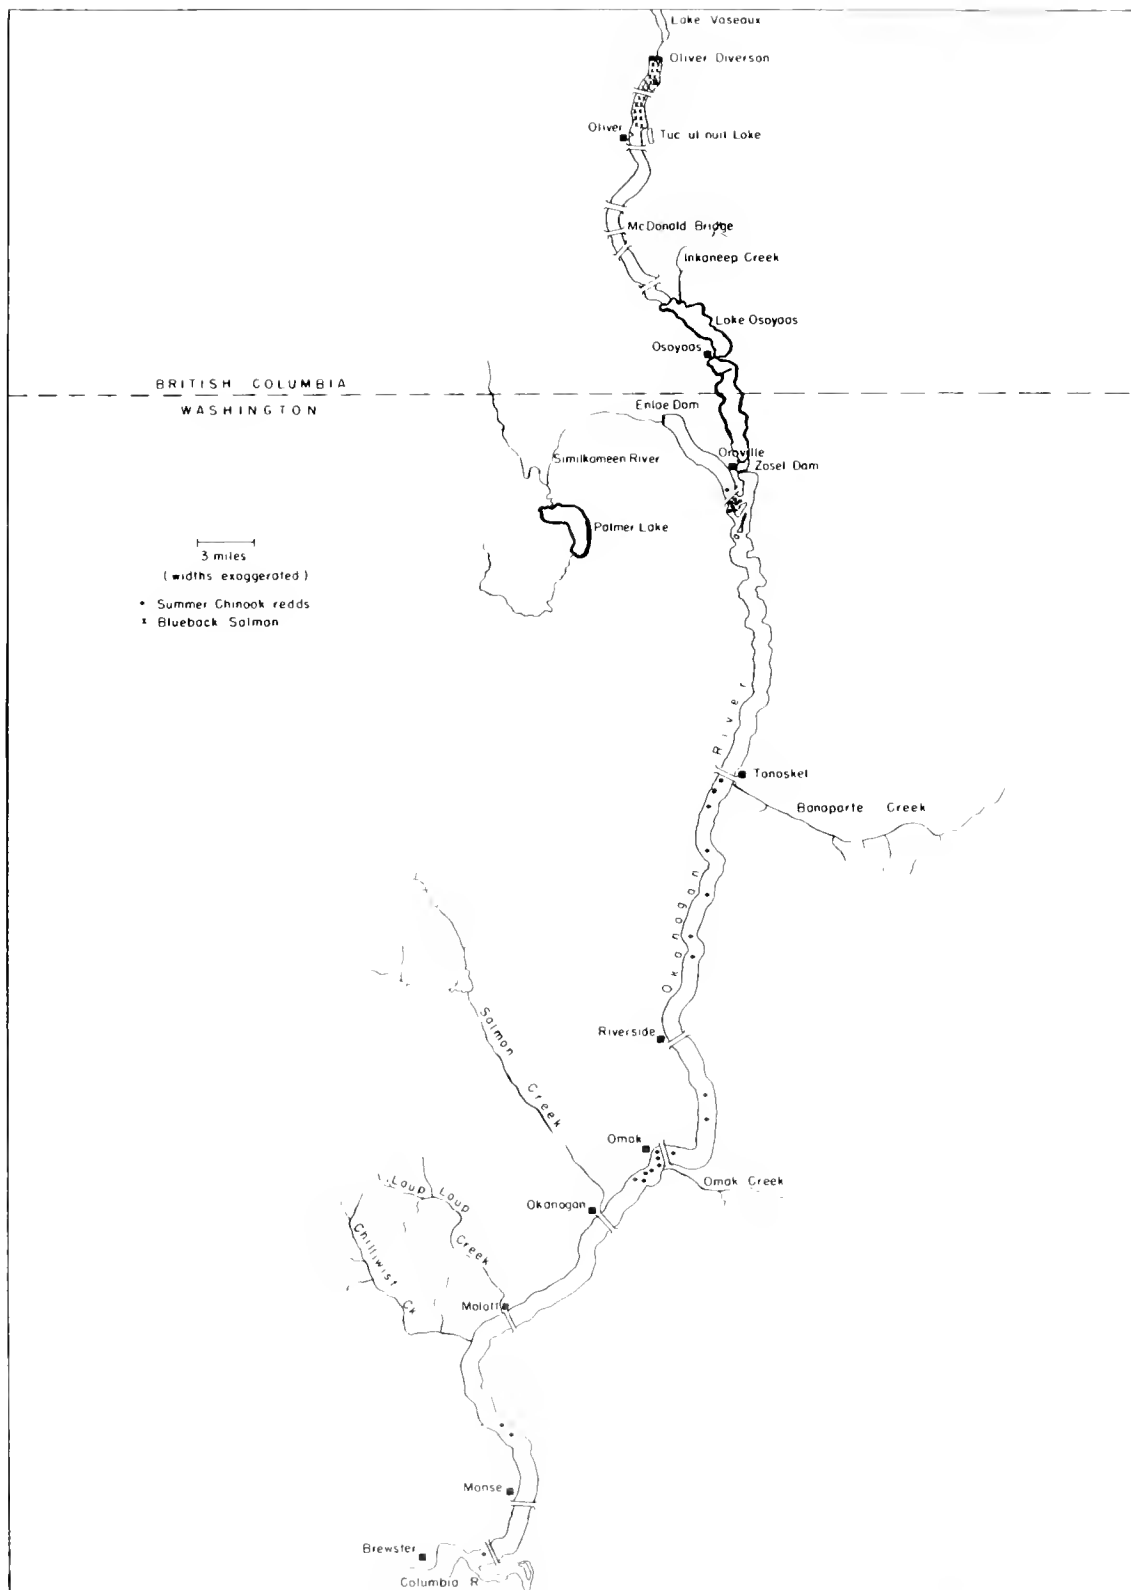 Lake Vaseaux
Oliver Diverson
Oliver
Tuc ul nuit Lake
McDonald Bridge
Inkaneep Creek
Lake Osoyoos
Osoyoos
BRITISH COLUMBIA
WASHINGTON
Enloe Dam
Similkameen River
Oroville
Zosel Dam
Palmer Lake
3 miles
(widths exaggerated)
• Summer Chinook redds
x Blueback Salmon
Okanogan River
Tonasket
Bonaparte Creek
Salmon Creek
Riverside
Omak
Omak Creek
Okanogan
Loup Loup Creek
Chilliwist Ck
Malott
Monse
Brewster
Columbia R